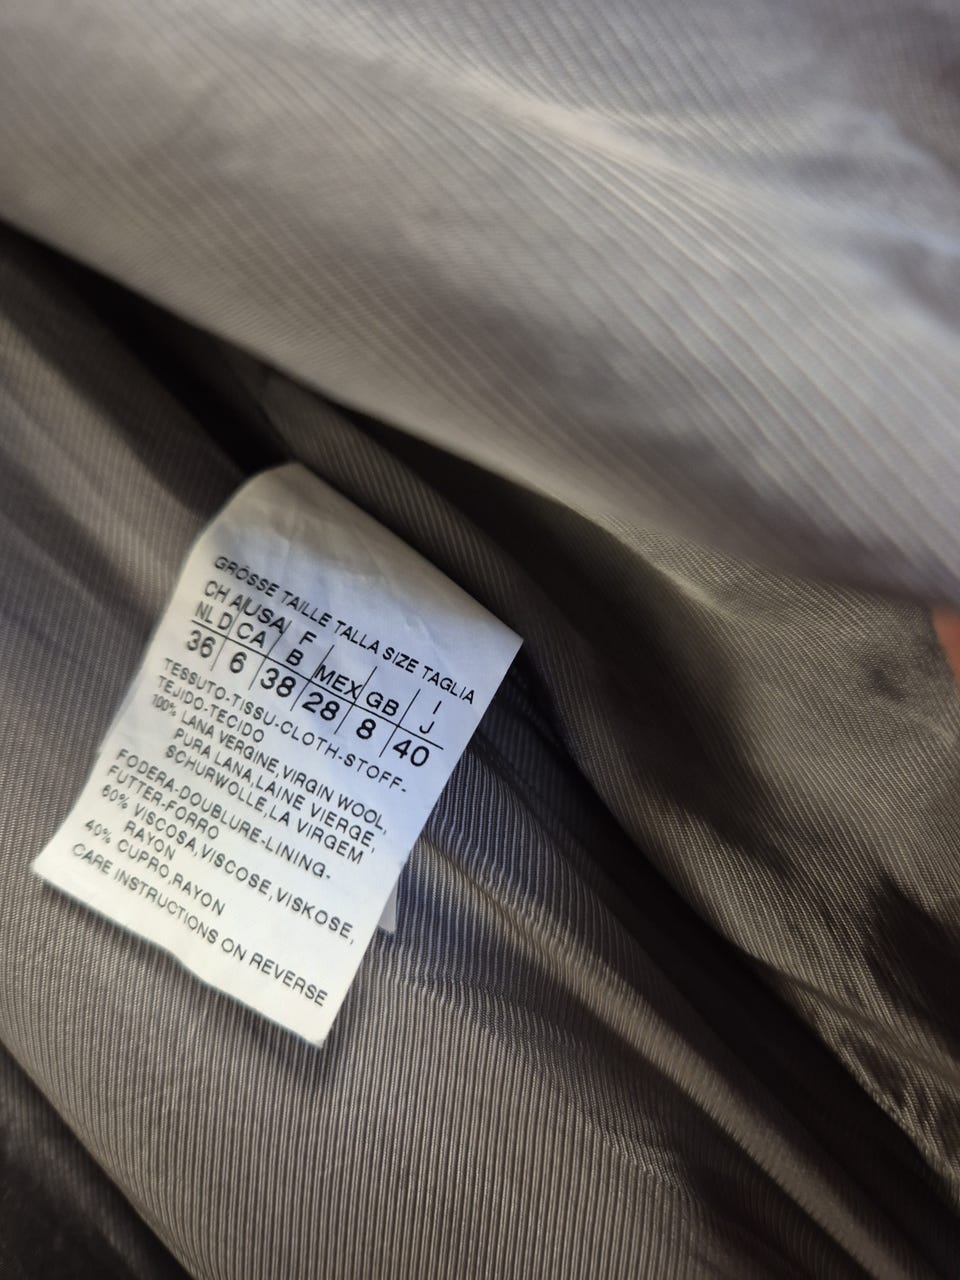 GRÖSSE TAILLE TALLA SIZE TAGLIA
CH A USA F I
NL D CA B MEX GB J
36 6 38 28 8 40
TESSUTO-TISSU-CLOTH-STOFF-
TEJIDO-TECIDO
100% LANA VERGINE, VIRGIN WOOL,
PURA LANA, LAINE VIERGE,
SCHURWOLLE, LA VIRGEM
FODERA-DOUBLURE-LINING-
FUTTER-FORRO
60% VISCOSA, VISCOSE, VISKOSE,
RAYON
40% CUPRO, RAYON
CARE INSTRUCTIONS ON REVERSE